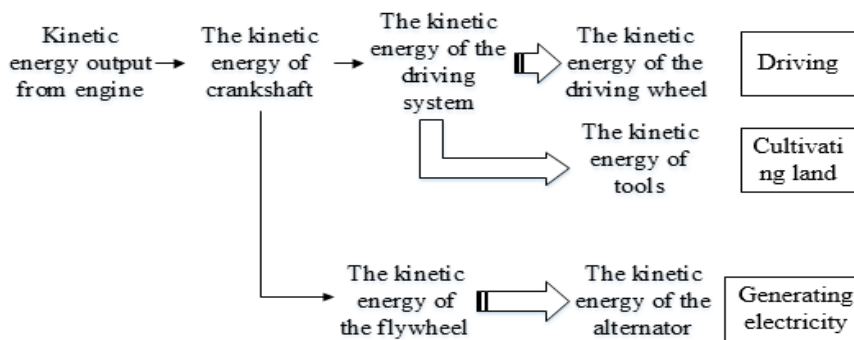 Kinetic
energy output
from engine
The kinetic
energy of
crankshaft
The kinetic
energy of the
driving
system
The kinetic
energy of the
driving wheel
Driving
The kinetic
energy of
tools
Cultivati
ng land
The kinetic
energy of
the flywheel
The kinetic
energy of the
alternator
Generating
electricity